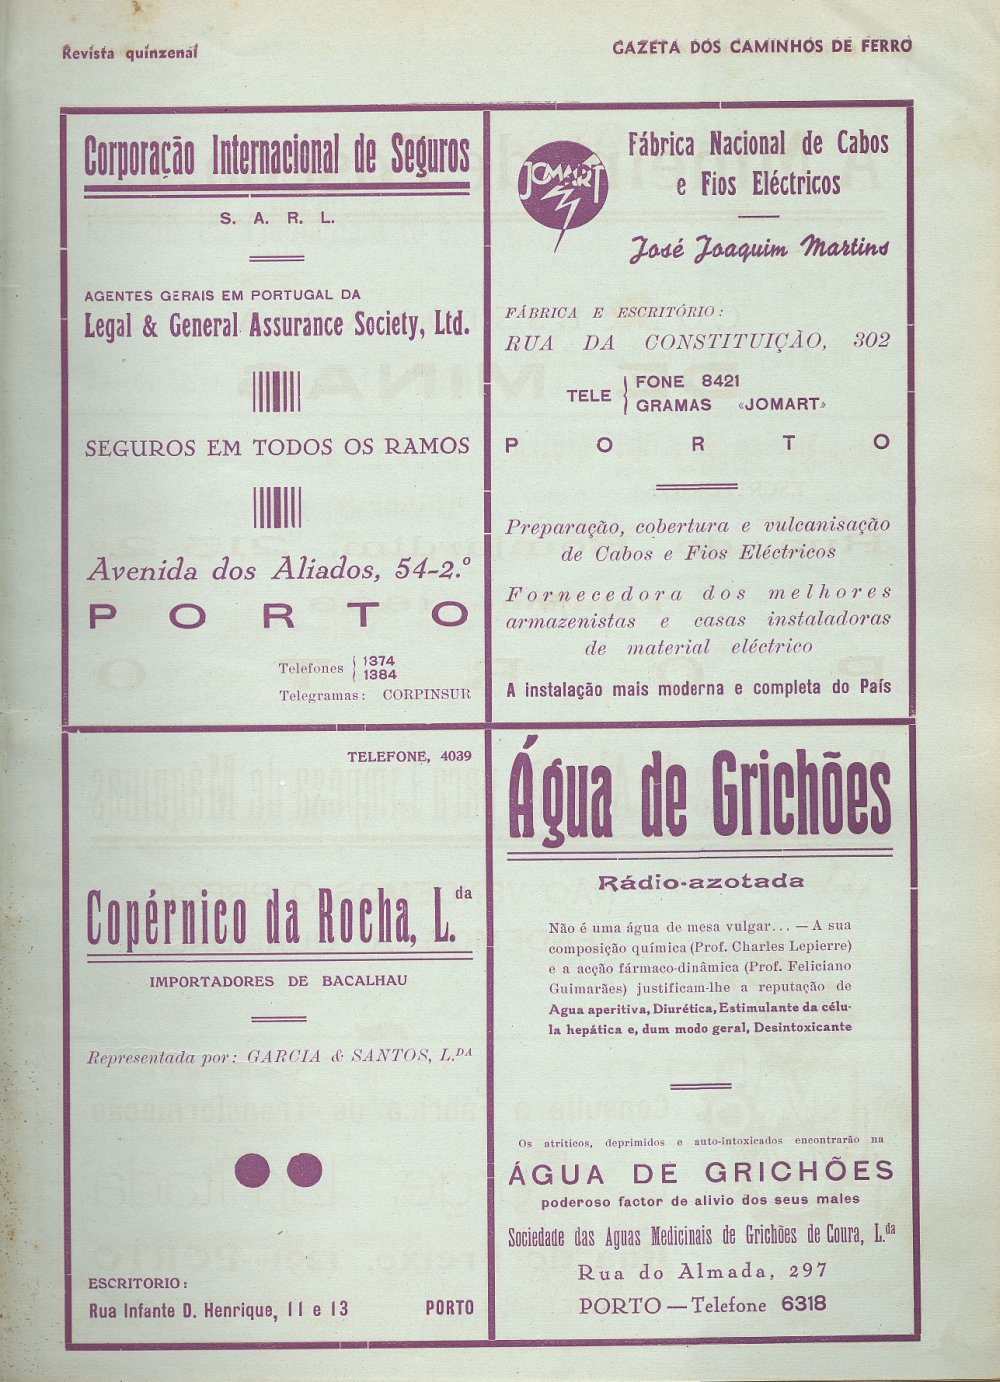 Revista quinzenal
GAZETA DOS CAMINHOS DE FERRO
Corporação Internacional de Seguros
S. A. R. L.
AGENTES GERAIS EM PORTUGAL DA
Legal & General Assurance Society, Ltd.
SEGUROS EM TODOS OS RAMOS
Avenida dos Aliados, 54-2.º
PORTO
Telefones { 1374
1384
Telegramas: CORPINSUR
JOMART
Fábrica Nacional de Cabos
e Fios Eléctricos
José Joaquim Martins
FÁBRICA E ESCRITÓRIO:
RUA DA CONSTITUIÇÃO, 302
TELE { FONE 8421
GRAMAS «JOMART»
PORTO
Preparação, cobertura e vulcanisação
de Cabos e Fios Eléctricos
Fornecedora dos melhores
armazenistas e casas instaladoras
de material eléctrico
A instalação mais moderna e completa do País
TELEFONE, 4039
Copérnico da Rocha, L.da
IMPORTADORES DE BACALHAU
Representada por: GARCIA & SANTOS, L.DA
ESCRITORIO:
Rua Infante D. Henrique, 11 e 13 PORTO
Água de Grichões
Rádio-azotada
Não é uma água de mesa vulgar... — A sua
composição química (Prof. Charles Lepierre)
e a acção fármaco-dinâmica (Prof. Feliciano
Guimarães) justificam-lhe a reputação de
Agua aperitiva, Diurética, Estimulante da célu-
la hepática e, dum modo geral, Desintoxicante
Os atriticos, deprimidos e auto-intoxicados encontrarão na
ÁGUA DE GRICHÕES
poderoso factor de alivio dos seus males
Sociedade das Aguas Medicinais de Grichões de Coura, L.da
Rua do Almada, 297
PORTO — Telefone 6318